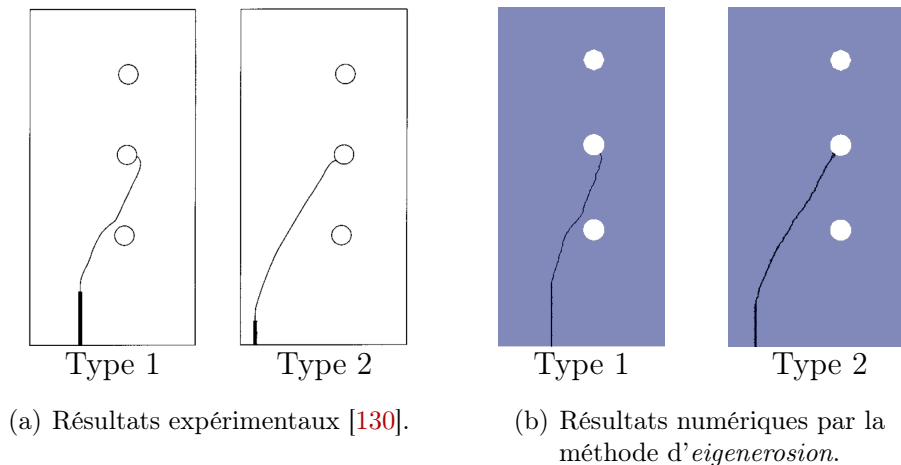 Type 1
Type 2
Type 1
Type 2
(a) Résultats expérimentaux [130].
(b) Résultats numériques par la
méthode d'eigenerosion.